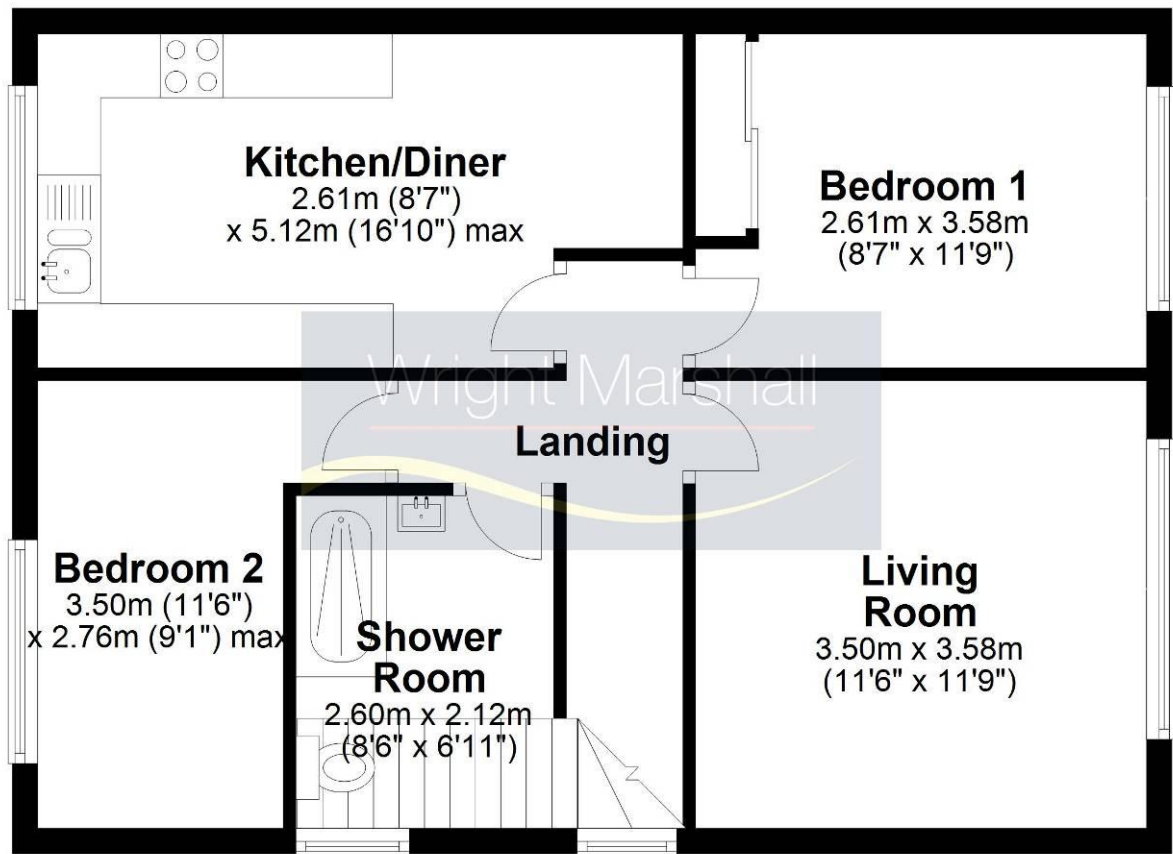 Kitchen/Diner
2.61m (8'7")
x 5.12m (16'10") max
Bedroom 1
2.61m x 3.58m
(8'7" x 11'9")
Wright Marshall
Landing
Bedroom 2
3.50m (11'6")
x 2.76m (9'1") max
Shower
Room
2.60m x 2.12m
(8'6" x 6'11")
Living
Room
3.50m x 3.58m
(11'6" x 11'9")